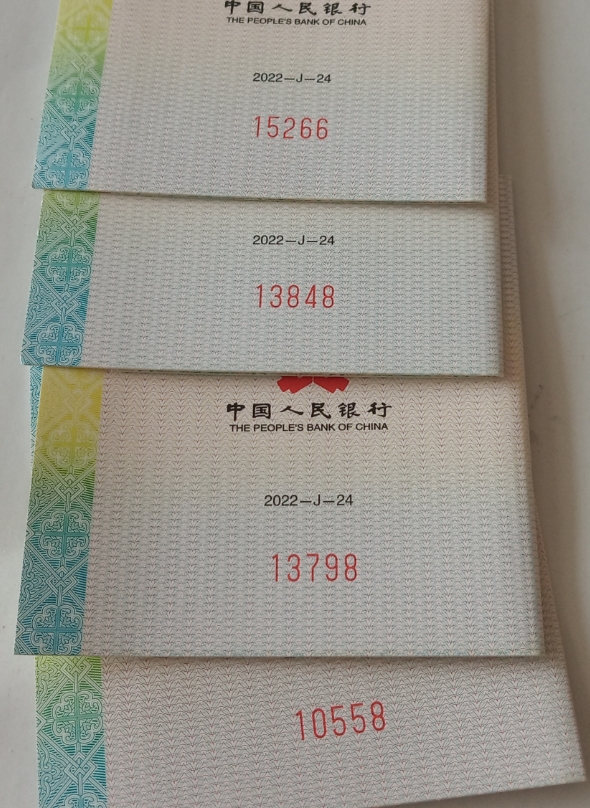 中国人民银行
THE PEOPLE'S BANK OF CHINA
2022—J—24
15266
2022—J—24
13848
中国人民银行
THE PEOPLE'S BANK OF CHINA
2022—J—24
13798
10558